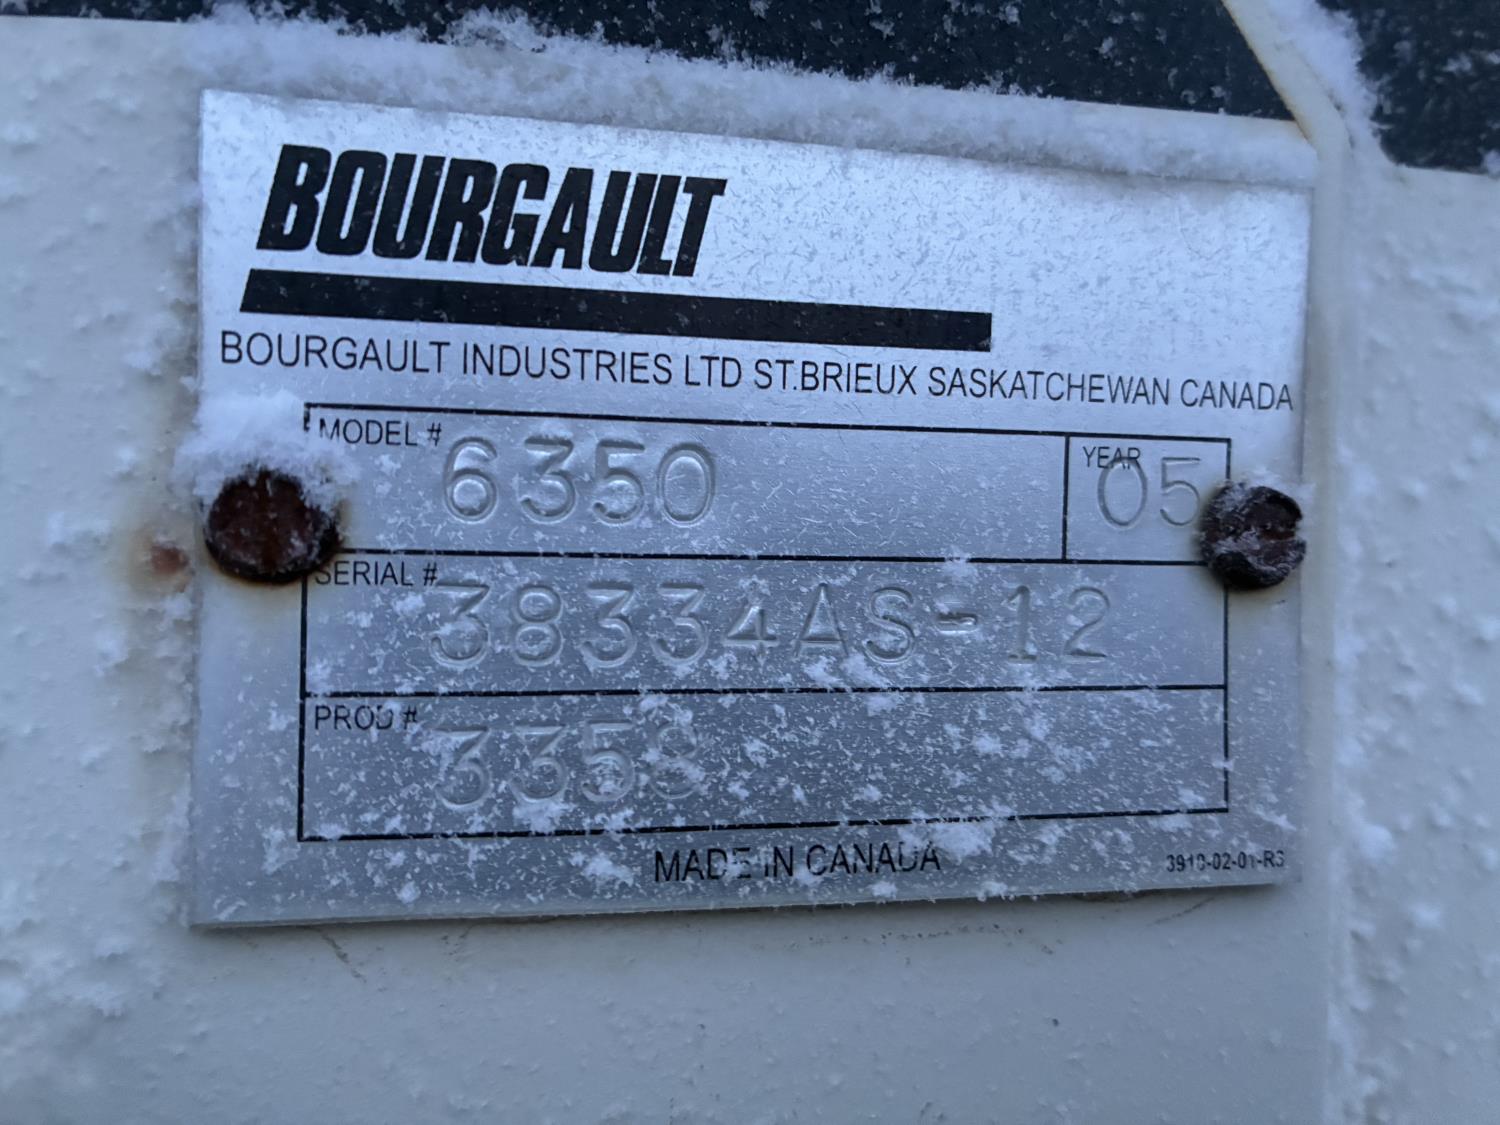 BOURGAULT
BOURGAULT INDUSTRIES LTD ST.BRIEUX SASKATCHEWAN CANADA
MODEL # 6350 YEAR 05
SERIAL # 38334AS-12
PROD # 3358
MADE IN CANADA 3910-02-01-R3